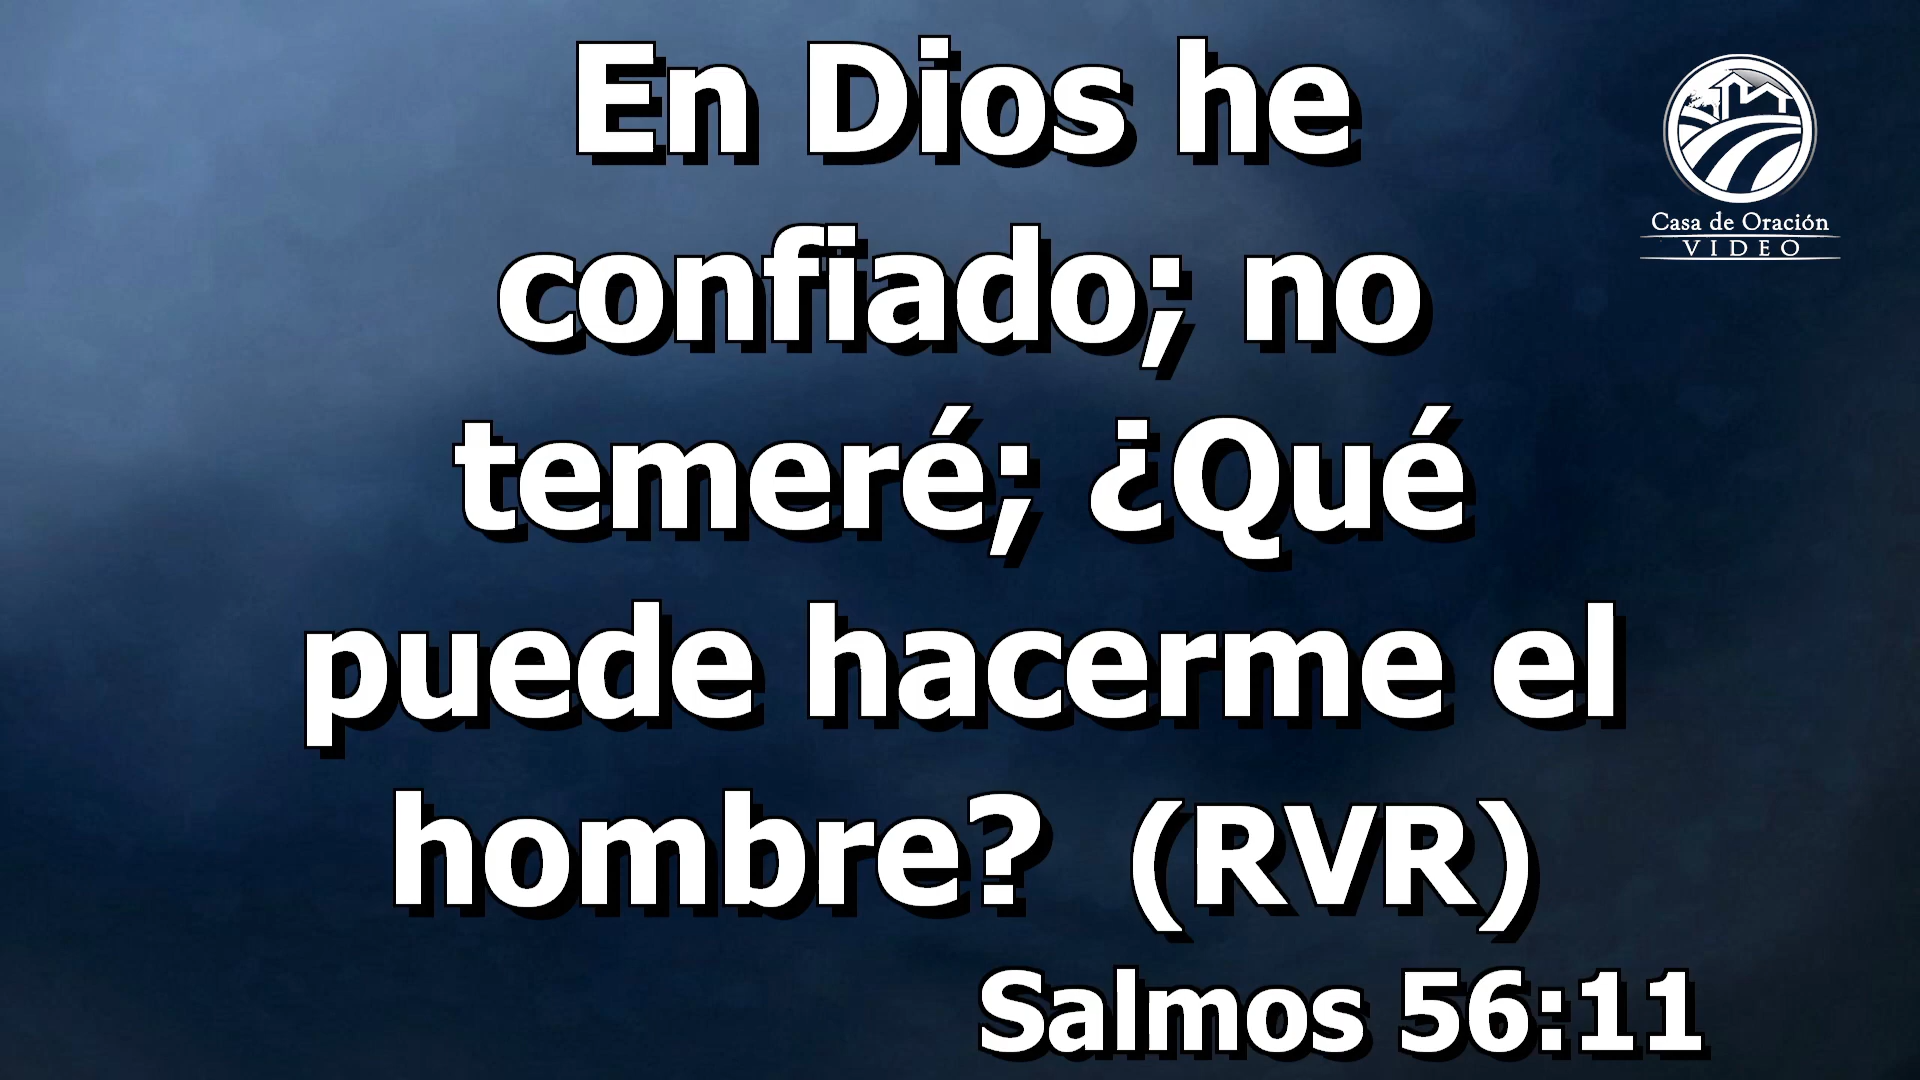 En Dios he
confiado; no
temeré; ¿Qué
puede hacerme el
hombre? (RVR)
Salmos 56:11
Casa de Oración
VIDEO